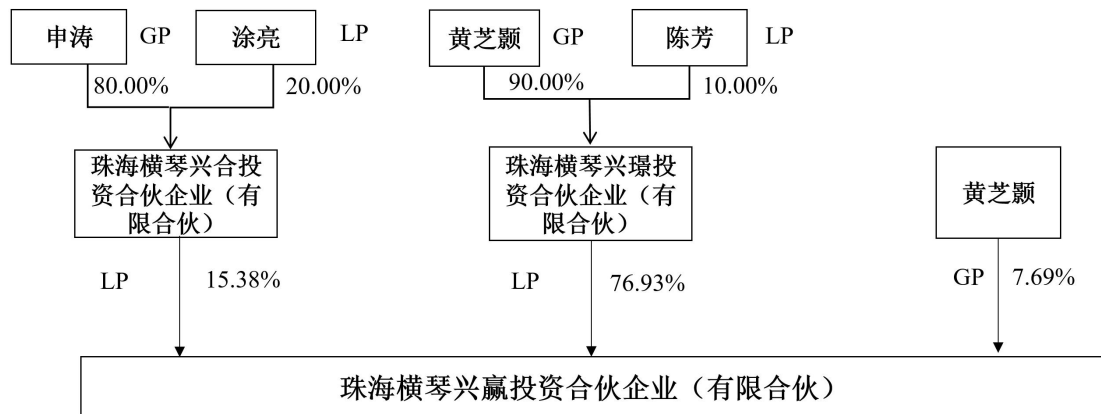 申涛 GP 涂亮 LP 黄芝颢 GP 陈芳 LP
80.00% 20.00% 90.00% 10.00%
珠海横琴兴合投
资合伙企业（有
限合伙）
珠海横琴兴璟投
资合伙企业（有
限合伙）
黄芝颢
LP 15.38% LP 76.93% GP 7.69%
珠海横琴兴赢投资合伙企业（有限合伙）